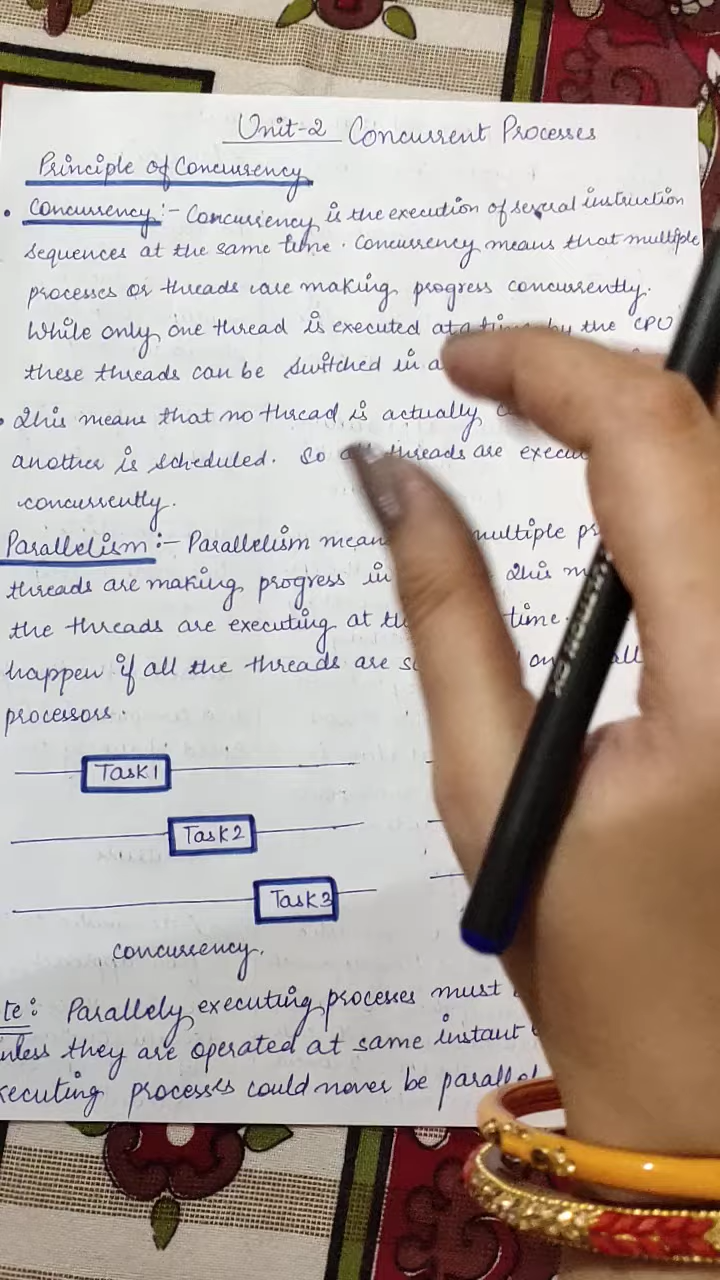 Unit-2 Concurrent Processes
Principle of Concurrency
• Concurrency :- Concurrency is the execution of several instruction
sequences at the same time. Concurrency means that multiple
processes or threads are making progress concurrently.
While only one thread is executed at a time by the CPU
these threads can be switched in
• This means that no thread is actually
another is scheduled. So all threads are
concurrently.
Parallelism :- Parallelism multiple
threads are making progress in This
the threads are executing at time.
happen if all the threads are on
processors.
Task1
Task2
Task3
concurrency.
Parallely executing processes must
they are operated at same instant
processes could never be parallel